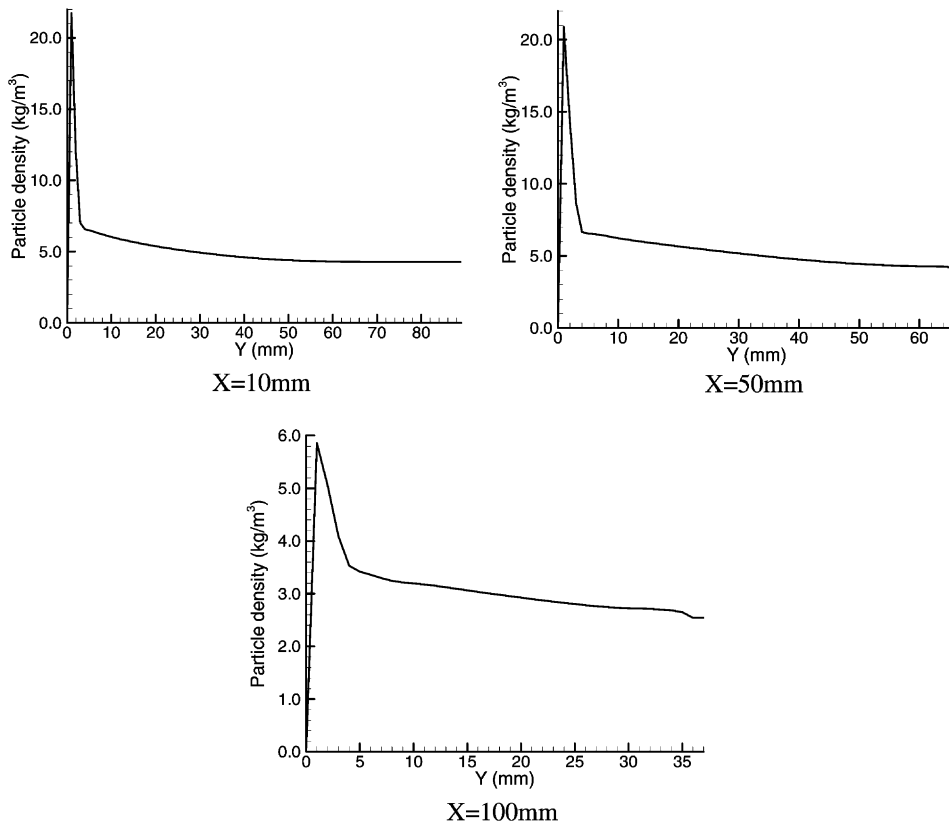 Particle density (kg/m³)
20.0
15.0
10.0
5.0
0.0
0 10 20 30 40 50 60 70 80
Y (mm)
X=10mm
Particle density (kg/m³)
20.0
15.0
10.0
5.0
0.0
0 10 20 30 40 50 60
Y (mm)
X=50mm
Particle density (kg/m³)
6.0
5.0
4.0
3.0
2.0
1.0
0.0
0 5 10 15 20 25 30 35
Y (mm)
X=100mm